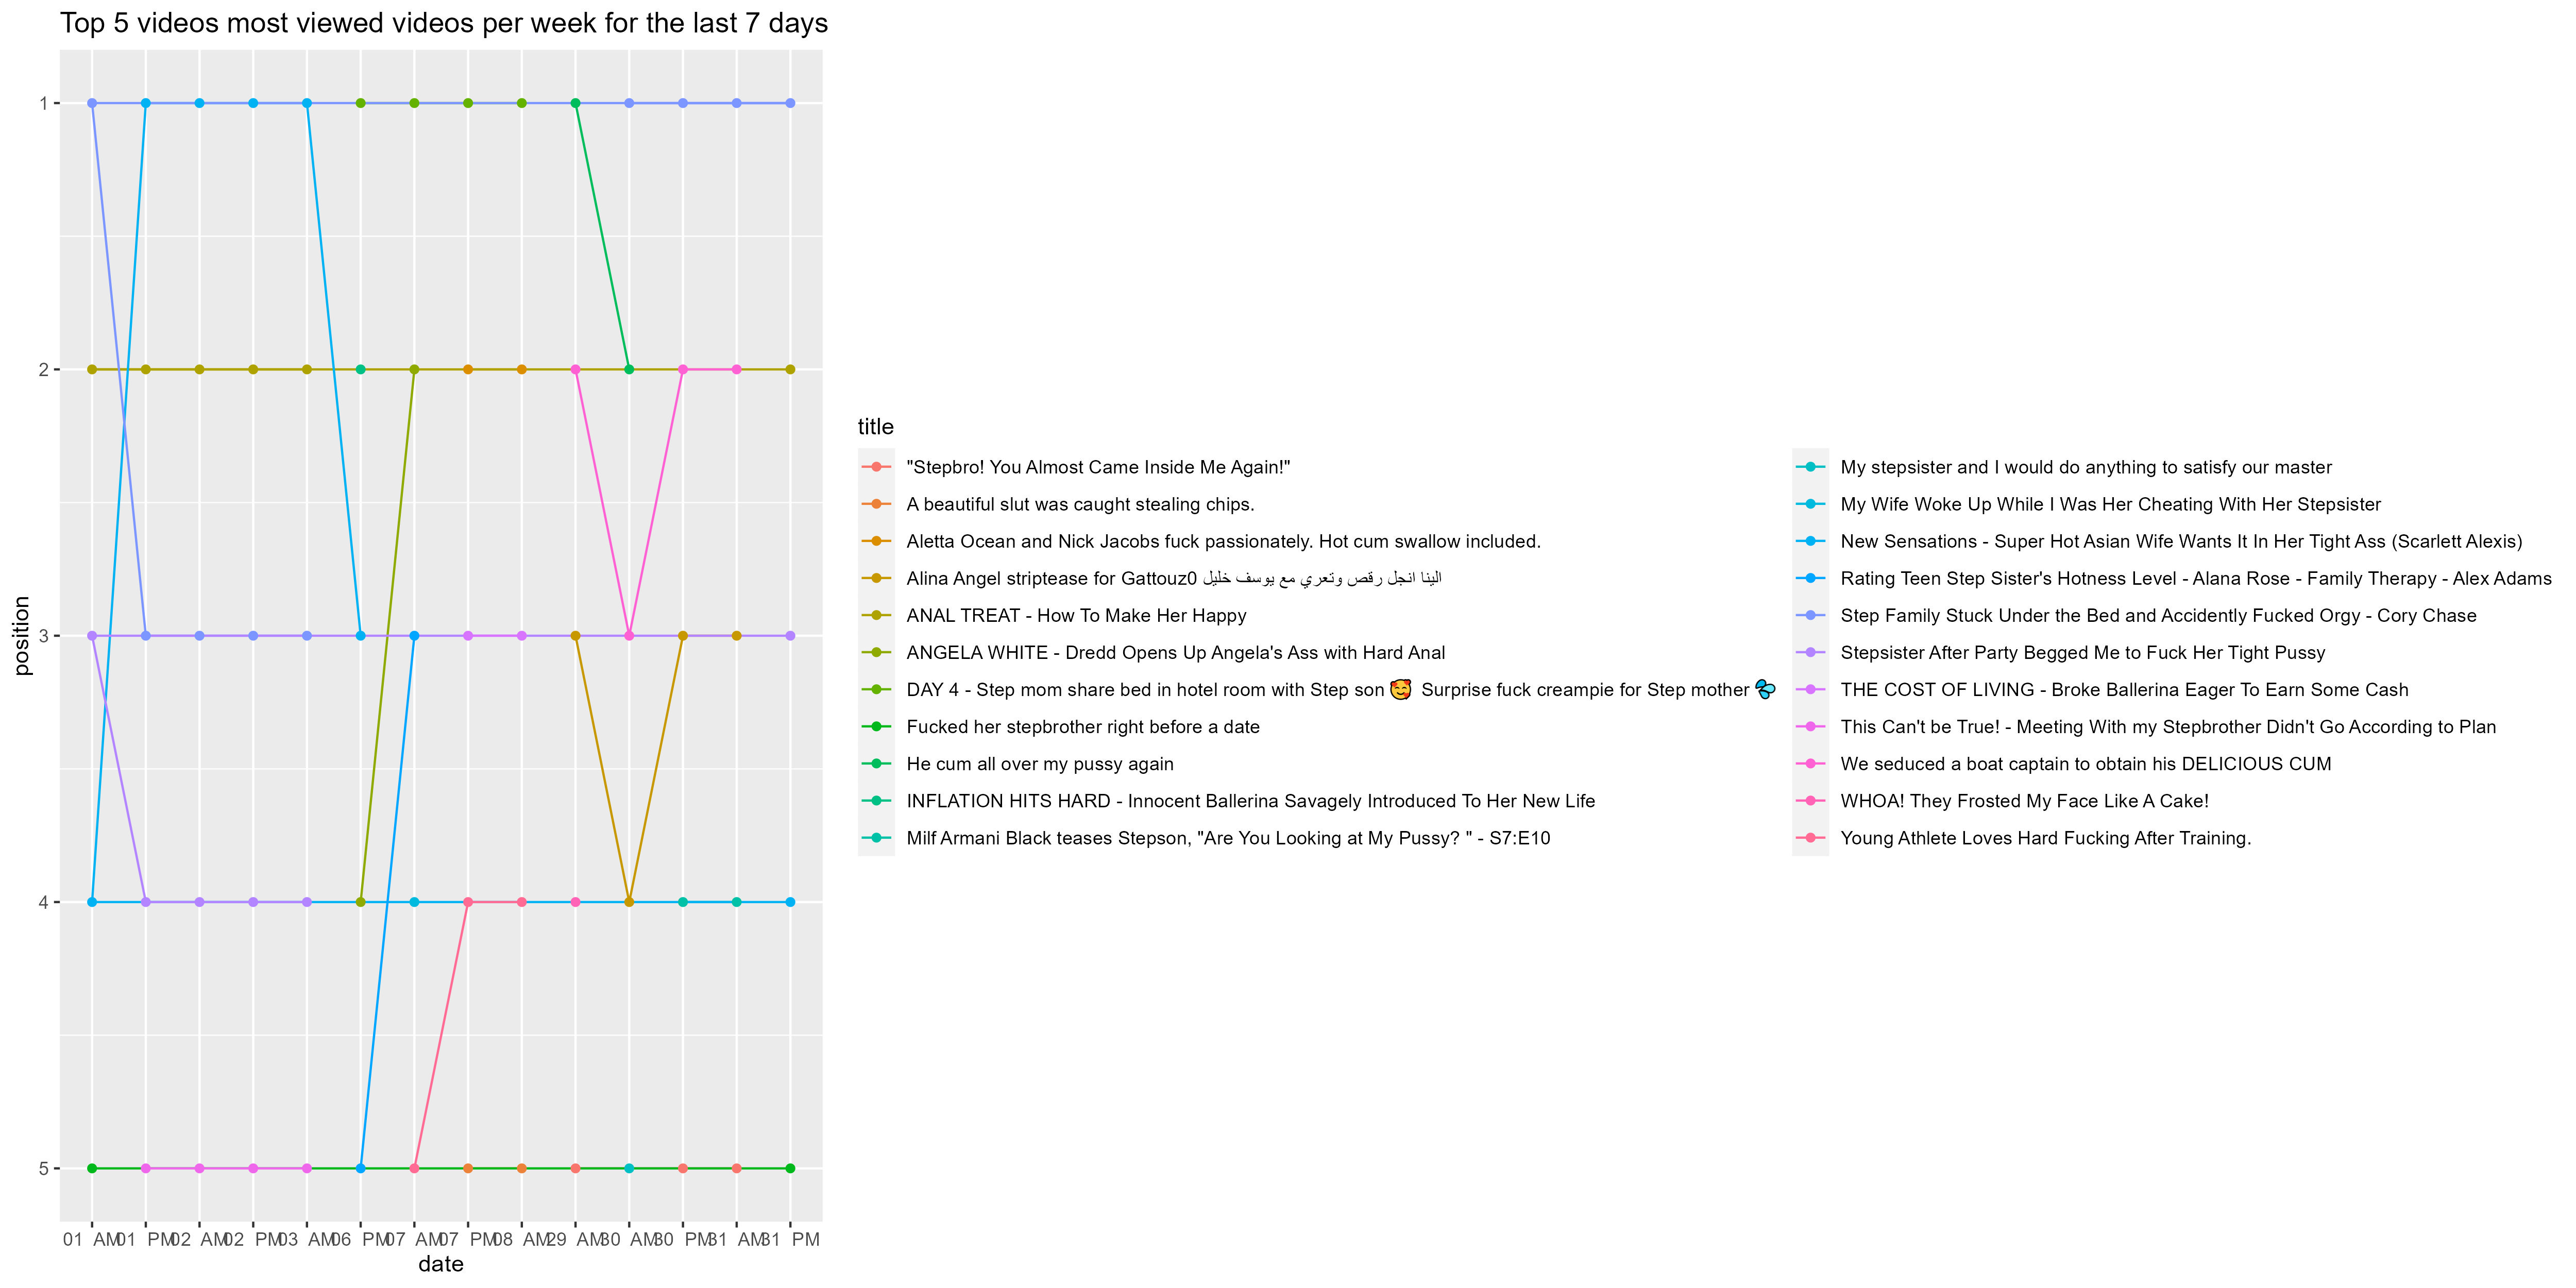 Top 5 videos most viewed videos per week for the last 7 days
1
2
3
4
5
position
01 AM 01 PM 02 AM 02 PM 03 AM 06 PM 07 AM 07 PM 08 AM 29 AM 30 AM 30 PM 31 AM 31 PM
date
title
"Stepbro! You Almost Came Inside Me Again!"
A beautiful slut was caught stealing chips.
Aletta Ocean and Nick Jacobs fuck passionately. Hot cum swallow included.
Alina Angel striptease for Gattouz0 الينا انجل رقص وتعري مع يوسف خليل
ANAL TREAT - How To Make Her Happy
ANGELA WHITE - Dredd Opens Up Angela's Ass with Hard Anal
DAY 4 - Step mom share bed in hotel room with Step son 🥰 Surprise fuck creampie for Step mother 💦
Fucked her stepbrother right before a date
He cum all over my pussy again
INFLATION HITS HARD - Innocent Ballerina Savagely Introduced To Her New Life
Milf Armani Black teases Stepson, "Are You Looking at My Pussy? " - S7:E10
My stepsister and I would do anything to satisfy our master
My Wife Woke Up While I Was Her Cheating With Her Stepsister
New Sensations - Super Hot Asian Wife Wants It In Her Tight Ass (Scarlett Alexis)
Rating Teen Step Sister's Hotness Level - Alana Rose - Family Therapy - Alex Adams
Step Family Stuck Under the Bed and Accidently Fucked Orgy - Cory Chase
Stepsister After Party Begged Me to Fuck Her Tight Pussy
THE COST OF LIVING - Broke Ballerina Eager To Earn Some Cash
This Can't be True! - Meeting With my Stepbrother Didn't Go According to Plan
We seduced a boat captain to obtain his DELICIOUS CUM
WHOA! They Frosted My Face Like A Cake!
Young Athlete Loves Hard Fucking After Training.